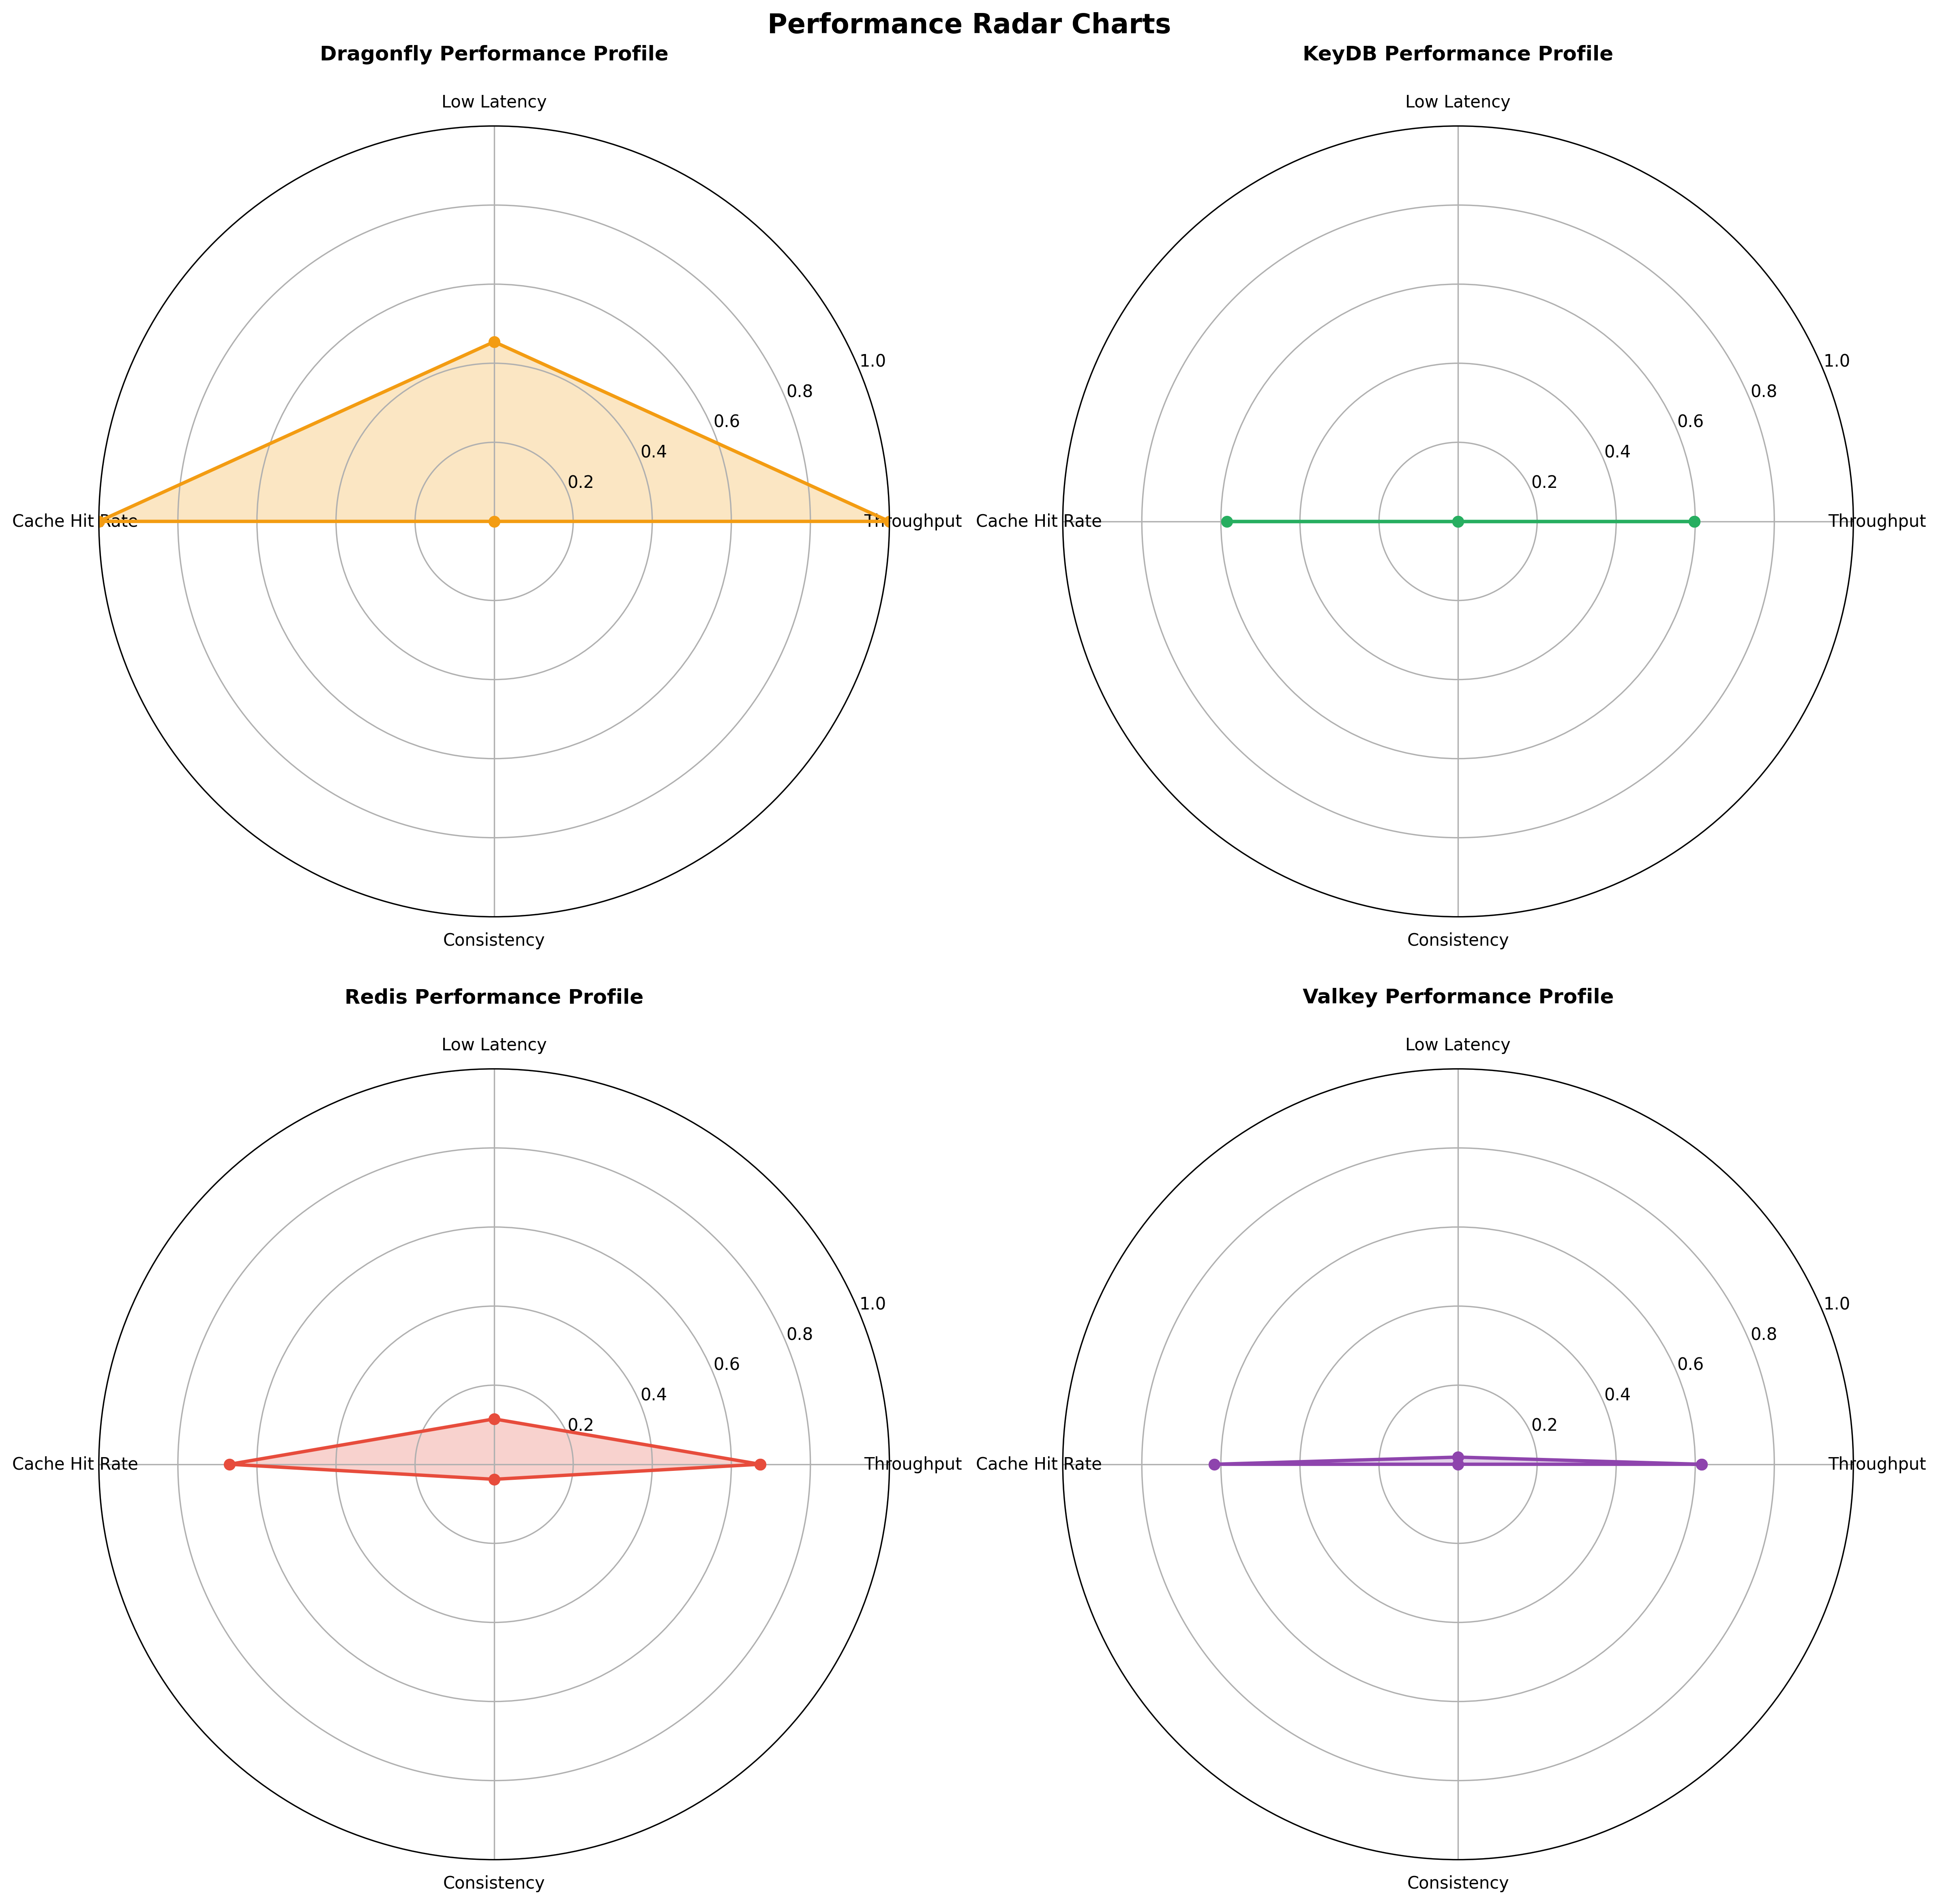 Performance Radar Charts
Dragonfly Performance Profile
Low Latency
1.0
0.8
0.6
0.4
0.2
Cache Hit Rate
Throughput
Consistency
KeyDB Performance Profile
Low Latency
1.0
0.8
0.6
0.4
0.2
Cache Hit Rate
Throughput
Consistency
Redis Performance Profile
Low Latency
1.0
0.8
0.6
0.4
0.2
Cache Hit Rate
Throughput
Consistency
Valkey Performance Profile
Low Latency
1.0
0.8
0.6
0.4
0.2
Cache Hit Rate
Throughput
Consistency